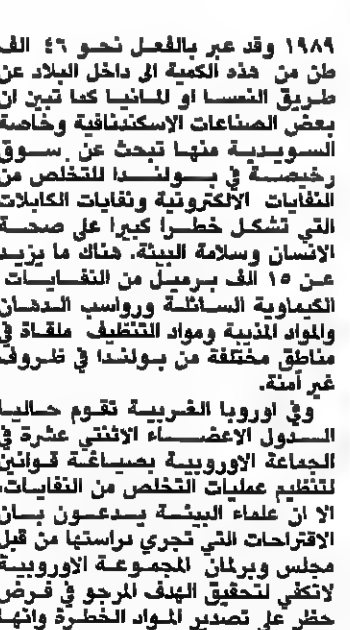 ١٩٨٩ وقد عبر بالفعل نحو ٤٦ الف
طن من هذه الكمية الى داخل البلاد عن
طريق النمسا او المانيا كما تبين ان
بعض الصناعات الاسكندنافية وخاصة
السويدية منها تبحث عن سوق
رخيصة في بولندا للتخلص من
النفايات الالكترونية ونفايات الكابلات
التي تشكل خطرا كبيرا على صحة
الانسان وسلامة البيئة. هناك ما يزيد
عن ١٥ الف برميل من النفايات
الكيماوية السائلة ورواسب الدهان
والمواد المذيبة ومواد التنظيف ملقاة في
مناطق مختلفة من بولندا في ظروف
غير آمنة.
وفي اوروبا الغربية تقوم حاليا
الدول الاعضاء الاثنتي عشرة في
الجماعة الاوروبية بصياغة قوانين
لتنظيم عمليات التخلص من النفايات،
الا ان علماء البيئة يدعون بان
الاقتراحات التي تجري دراستها من قبل
مجلس وبرلمان المجموعة الاوروبية
لاتكفي لتحقيق الهدف المرجو في فرض
حظر على تصدير المواد الخطرة وانها